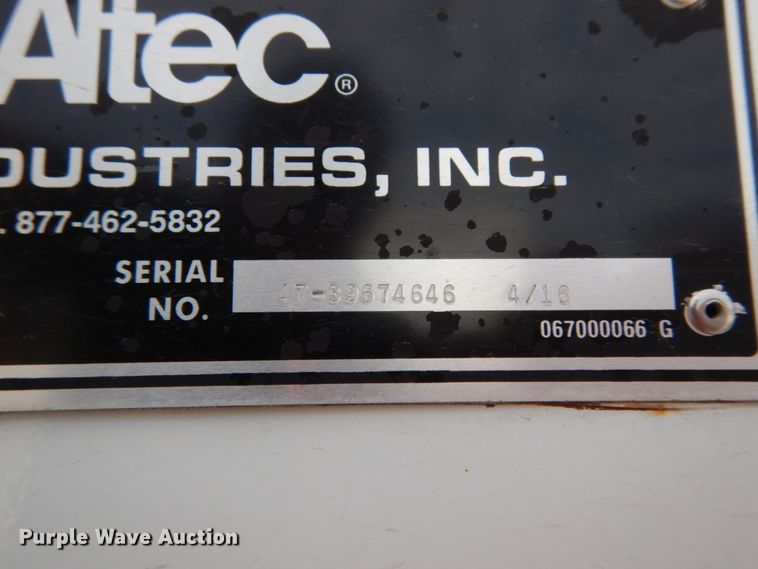 Altec®
DUSTRIES, INC.
877-462-5832
SERIAL
NO.
47-39674646 4/16
067000066 G
Purple Wave Auction